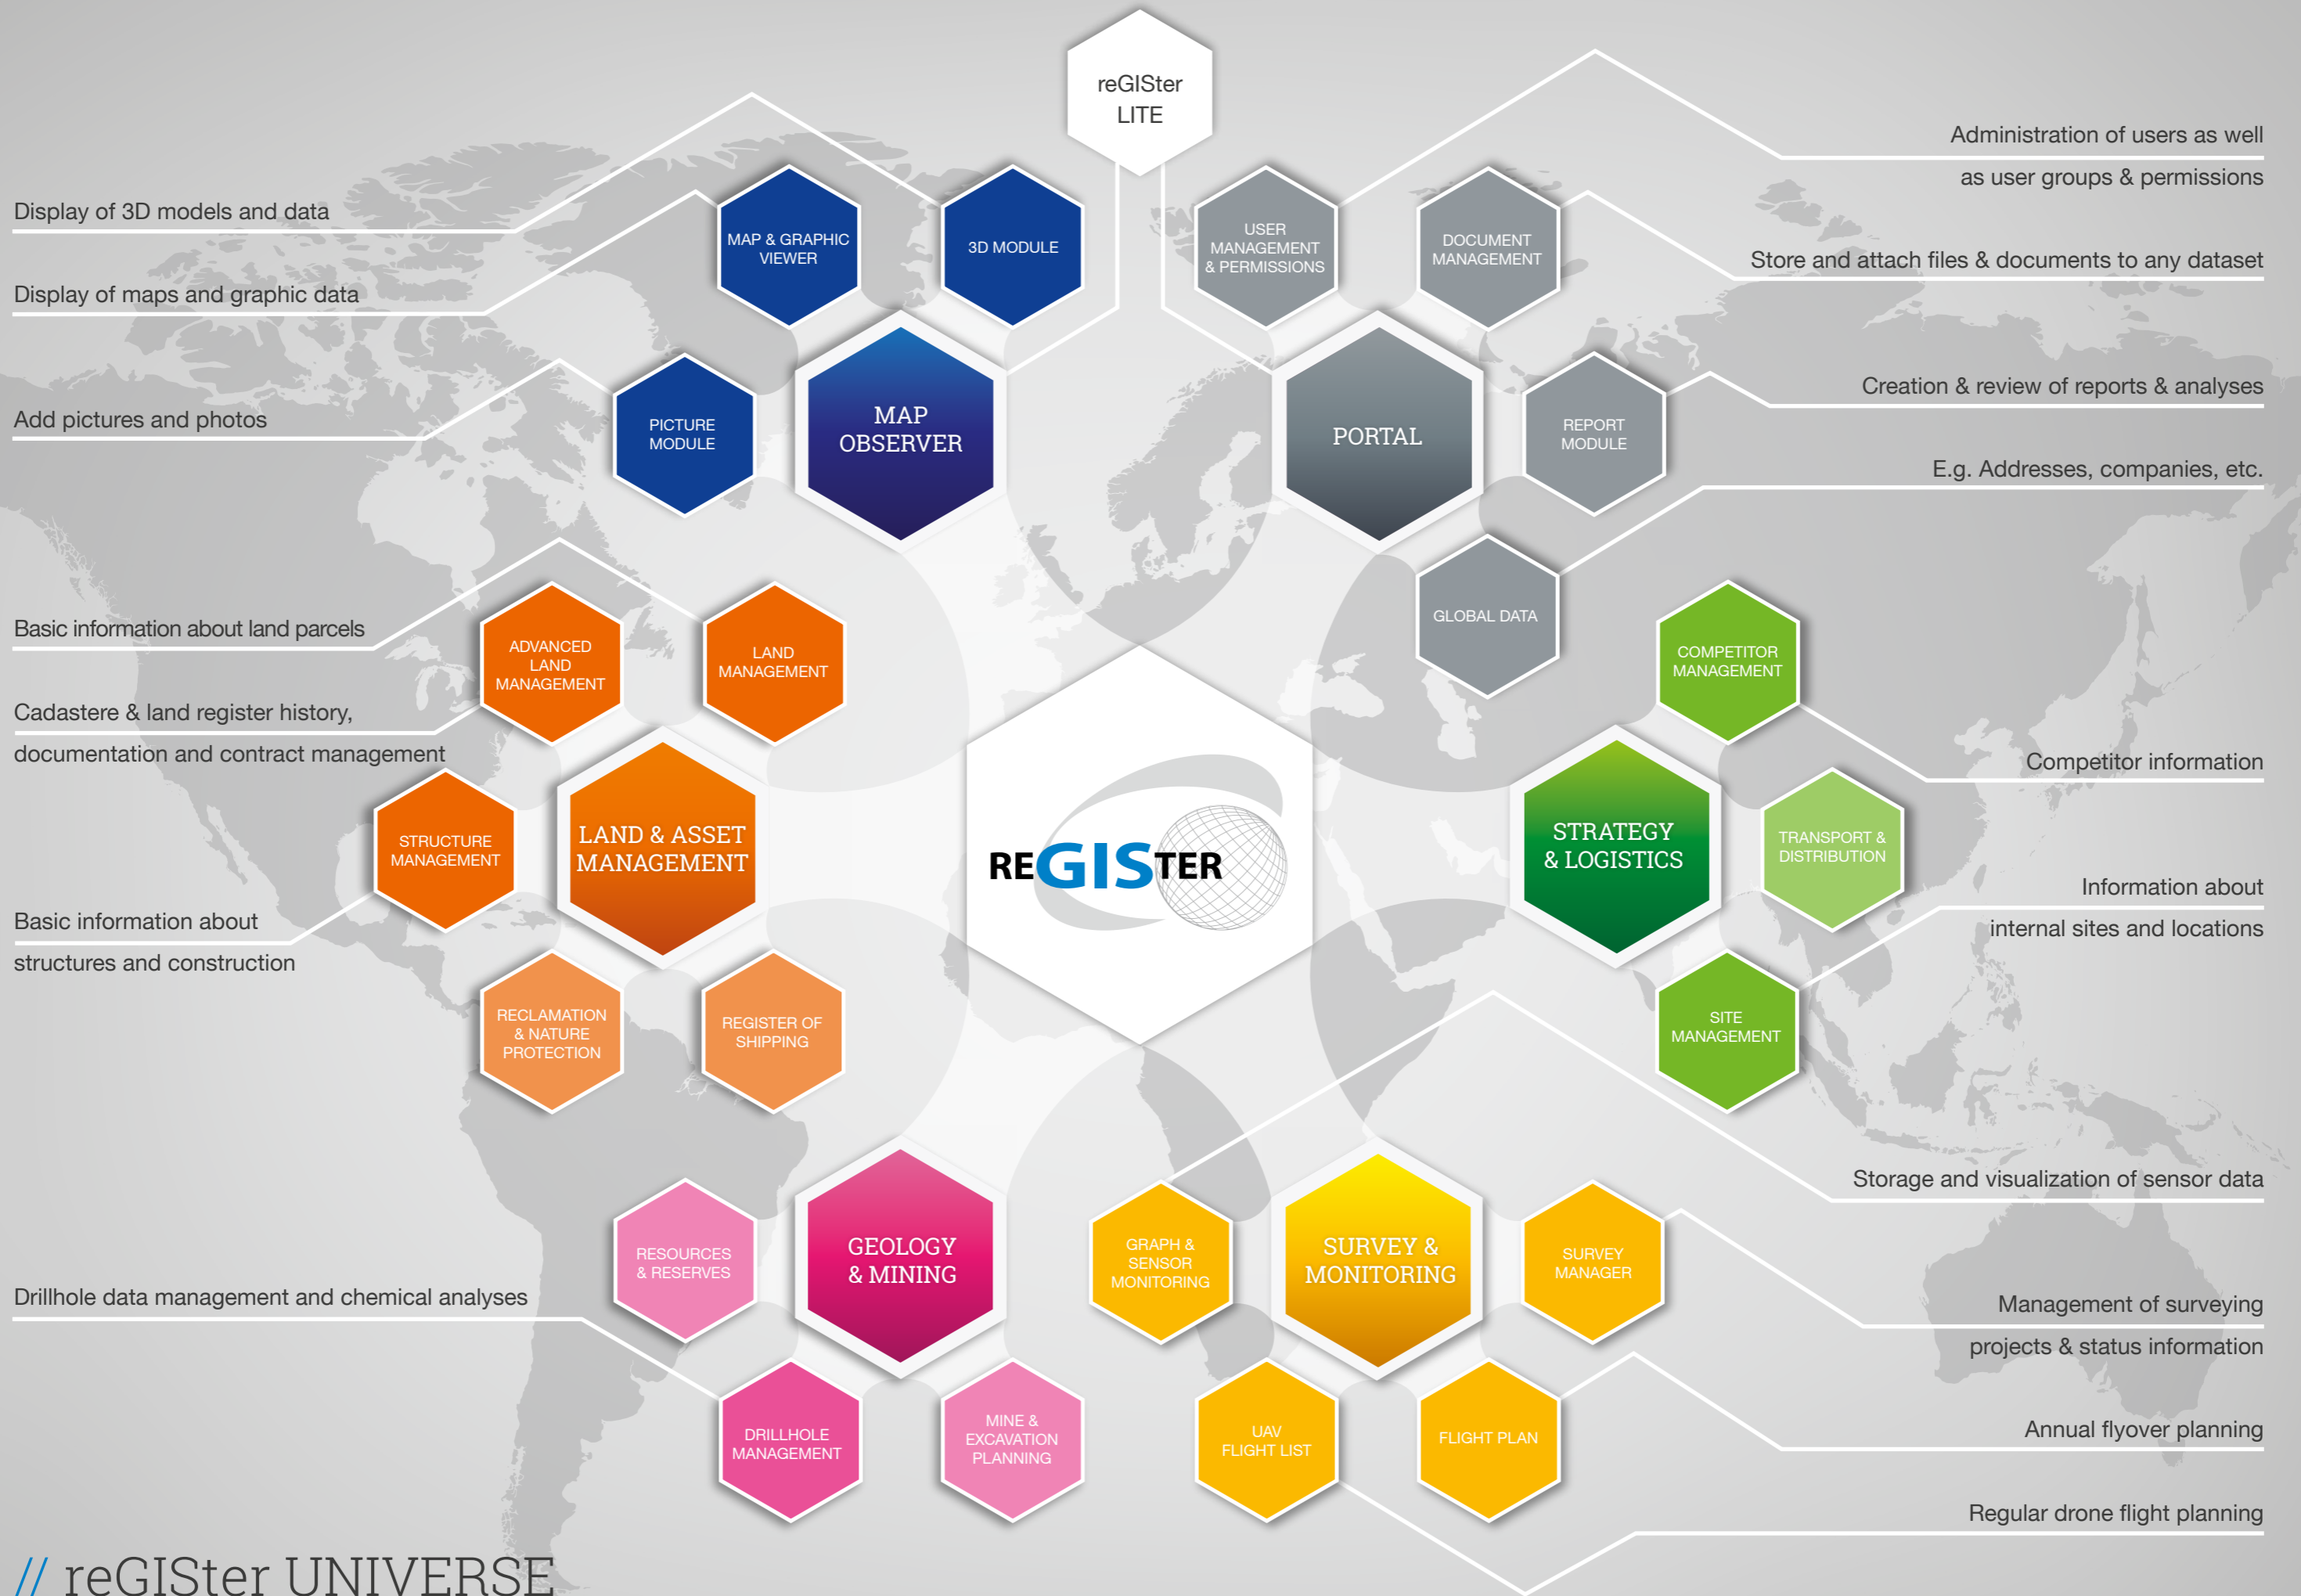 reGISter
LITE
Display of 3D models and data
Display of maps and graphic data
Add pictures and photos
Basic information about land parcels
Cadastere & land register history,
documentation and contract management
Basic information about
structures and construction
Drillhole data management and chemical analyses
MAP & GRAPHIC
VIEWER
3D MODULE
PICTURE
MODULE
MAP
OBSERVER
USER
MANAGEMENT
& PERMISSIONS
DOCUMENT
MANAGEMENT
REPORT
MODULE
PORTAL
GLOBAL DATA
ADVANCED
LAND
MANAGEMENT
LAND
MANAGEMENT
STRUCTURE
MANAGEMENT
LAND & ASSET
MANAGEMENT
RECLAMATION
& NATURE
PROTECTION
REGISTER OF
SHIPPING
REGISTER
COMPETITOR
MANAGEMENT
STRATEGY
& LOGISTICS
TRANSPORT &
DISTRIBUTION
SITE
MANAGEMENT
RESOURCES
& RESERVES
GEOLOGY
& MINING
DRILLHOLE
MANAGEMENT
MINE &
EXCAVATION
PLANNING
GRAPH &
SENSOR
MONITORING
SURVEY &
MONITORING
SURVEY
MANAGER
UAV
FLIGHT LIST
FLIGHT PLAN
Administration of users as well
as user groups & permissions
Store and attach files & documents to any dataset
Creation & review of reports & analyses
E.g. Addresses, companies, etc.
Competitor information
Information about
internal sites and locations
Storage and visualization of sensor data
Management of surveying
projects & status information
Annual flyover planning
Regular drone flight planning
// reGISter UNIVERSE